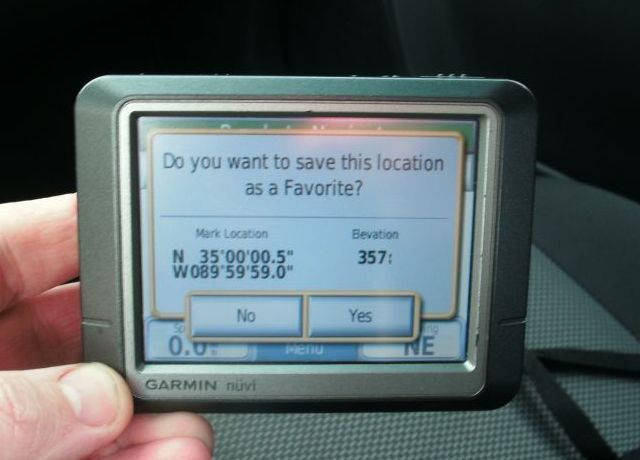 Do you want to save this location
as a Favorite?
Mark Location Elevation
N 35°00'00.5" 357
W089°59'59.0"
No Yes
0.0 Menu NE
GARMIN nüvi